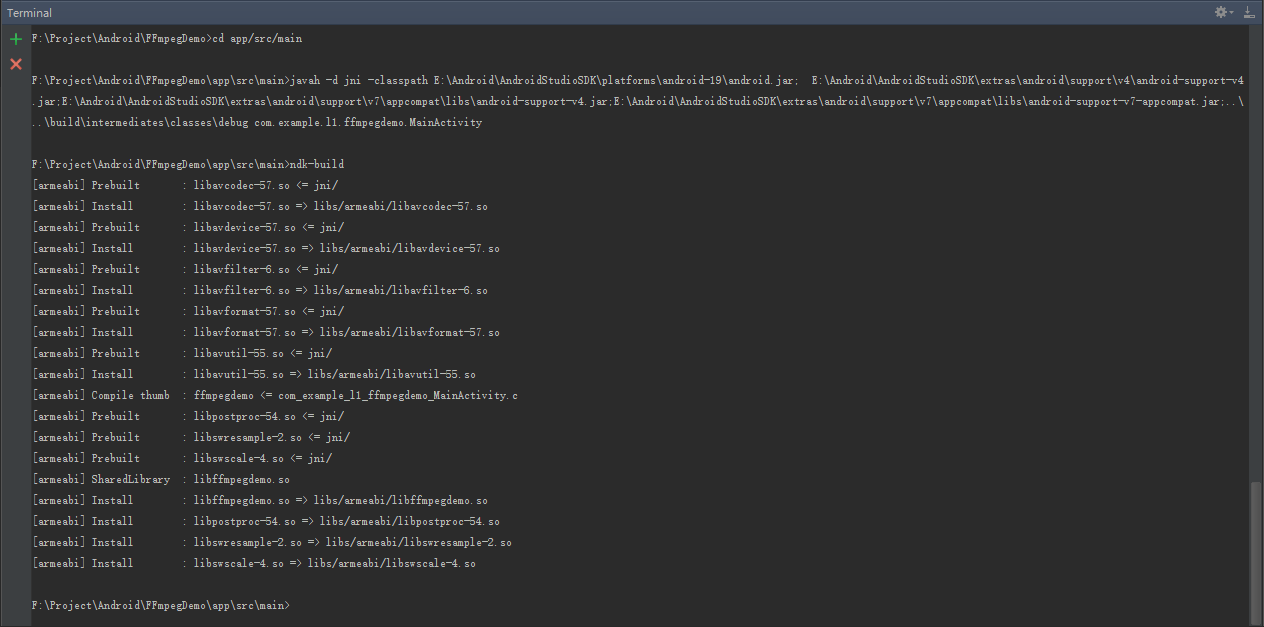 Terminal
F:\Project\Android\FFmpegDemo>cd app/src/main
F:\Project\Android\FFmpegDemo\app\src\main>javah -d jni -classpath E:\Android\AndroidStudioSDK\platforms\android-19\android.jar;  E:\Android\AndroidStudioSDK\extras\android\support\v4\android-support-v4
.jar;E:\Android\AndroidStudioSDK\extras\android\support\v7\appcompat\libs\android-support-v4.jar;E:\Android\AndroidStudioSDK\extras\android\support\v7\appcompat\libs\android-support-v7-appcompat.jar;..\
..\build\intermediates\classes\debug com.example.l1.ffmpegdemo.MainActivity
F:\Project\Android\FFmpegDemo\app\src\main>ndk-build
[armeabi] Prebuilt       : libavcodec-57.so <= jni/
[armeabi] Install        : libavcodec-57.so => libs/armeabi/libavcodec-57.so
[armeabi] Prebuilt       : libavdevice-57.so <= jni/
[armeabi] Install        : libavdevice-57.so => libs/armeabi/libavdevice-57.so
[armeabi] Prebuilt       : libavfilter-6.so <= jni/
[armeabi] Install        : libavfilter-6.so => libs/armeabi/libavfilter-6.so
[armeabi] Prebuilt       : libavformat-57.so <= jni/
[armeabi] Install        : libavformat-57.so => libs/armeabi/libavformat-57.so
[armeabi] Prebuilt       : libavutil-55.so <= jni/
[armeabi] Install        : libavutil-55.so => libs/armeabi/libavutil-55.so
[armeabi] Compile thumb  : ffmpegdemo <= com_example_l1_ffmpegdemo_MainActivity.c
[armeabi] Prebuilt       : libpostproc-54.so <= jni/
[armeabi] Prebuilt       : libswresample-2.so <= jni/
[armeabi] Prebuilt       : libswscale-4.so <= jni/
[armeabi] SharedLibrary  : libffmpegdemo.so
[armeabi] Install        : libffmpegdemo.so => libs/armeabi/libffmpegdemo.so
[armeabi] Install        : libpostproc-54.so => libs/armeabi/libpostproc-54.so
[armeabi] Install        : libswresample-2.so => libs/armeabi/libswresample-2.so
[armeabi] Install        : libswscale-4.so => libs/armeabi/libswscale-4.so
F:\Project\Android\FFmpegDemo\app\src\main>